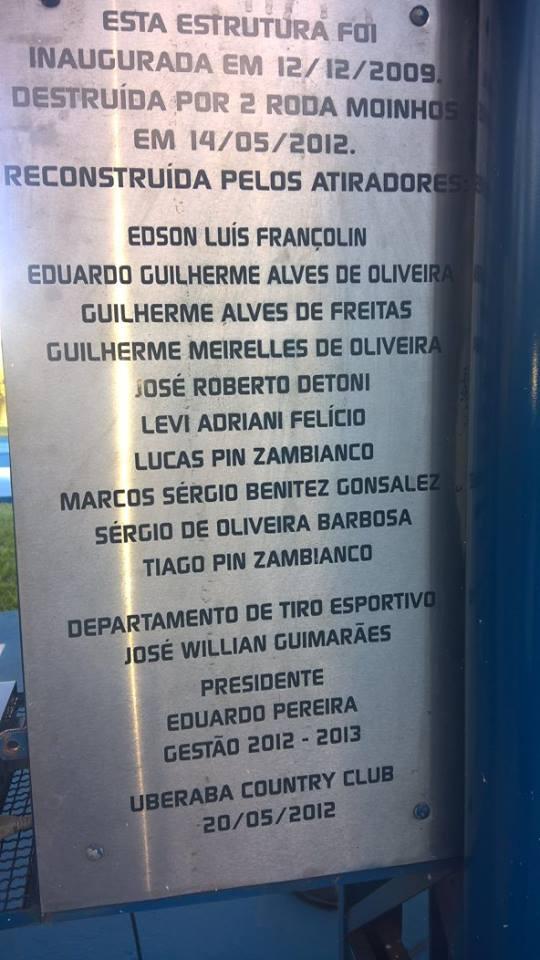 ESTA ESTRUTURA FOI
INAUGURADA EM 12/12/2009.
DESTRUÍDA POR 2 RODA MOINHOS
EM 14/05/2012.
RECONSTRUÍDA PELOS ATIRADORES:
EDSON LUÍS FRANÇOLIN
EDUARDO GUILHERME ALVES DE OLIVEIRA
GUILHERME ALVES DE FREITAS
GUILHERME MEIRELLES DE OLIVEIRA
JOSÉ ROBERTO DETONI
LEVI ADRIANI FELÍCIO
LUCAS PIN ZAMBIANCO
MARCOS SÉRGIO BENITEZ GONSALEZ
SÉRGIO DE OLIVEIRA BARBOSA
TIAGO PIN ZAMBIANCO
DEPARTAMENTO DE TIRO ESPORTIVO
JOSÉ WILLIAN GUIMARÃES
PRESIDENTE
EDUARDO PEREIRA
GESTÃO 2012 - 2013
UBERABA COUNTRY CLUB
20/05/2012